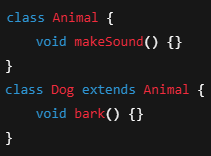 class Animal {
    void makeSound() {}
}
class Dog extends Animal {
    void bark() {}
}